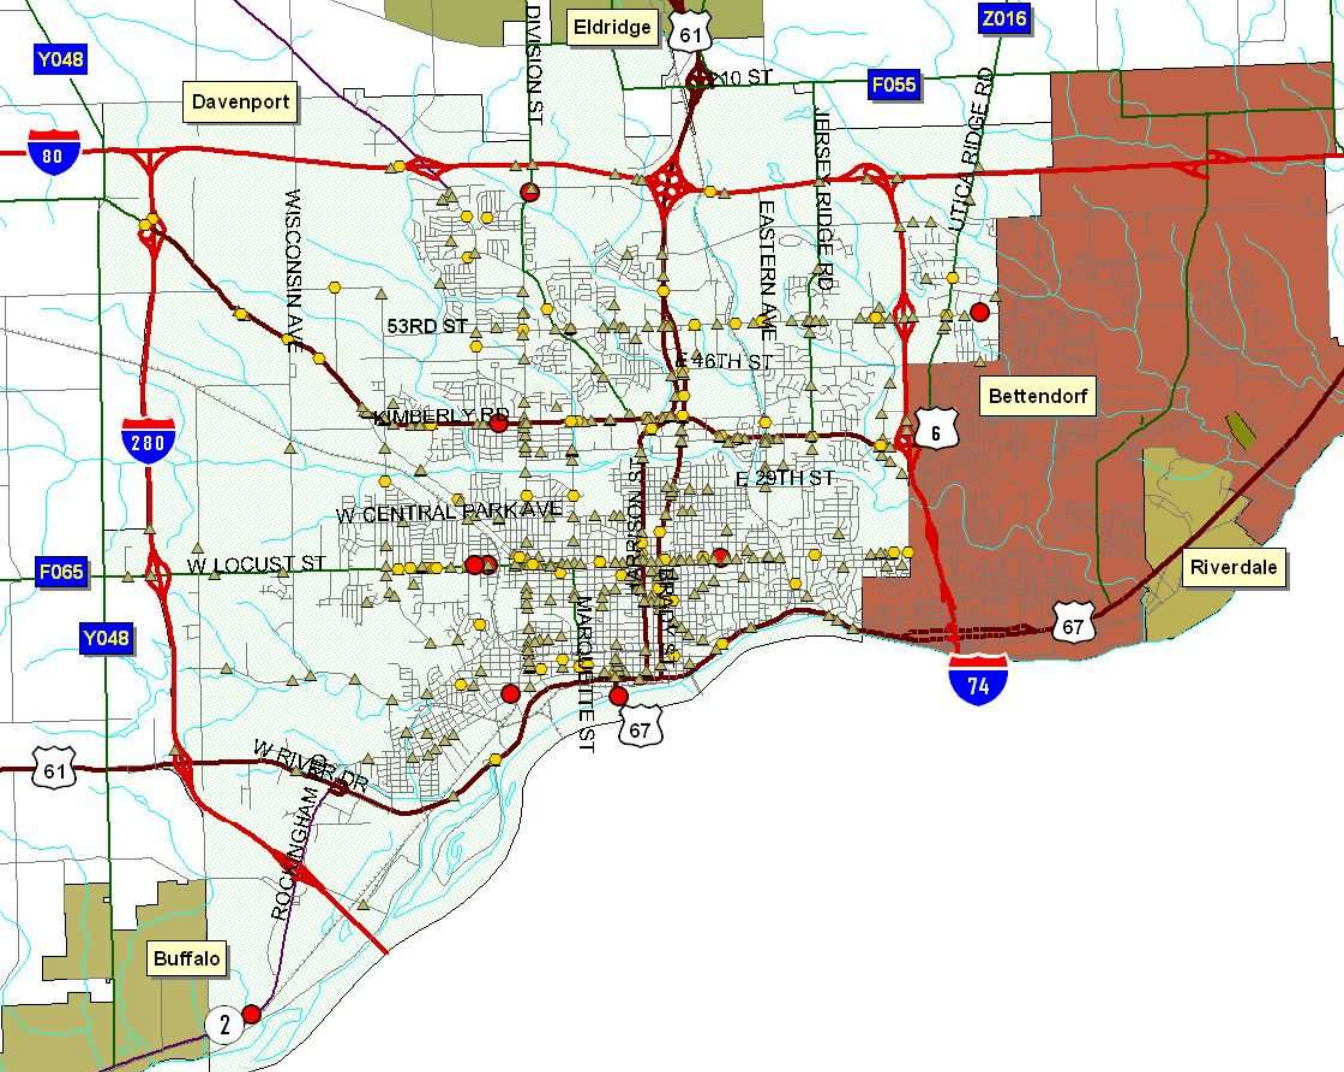 Eldridge
61
Z016
Y048
DIVISION ST
210 ST
F055
Davenport
JERSEY RIDGE RD
UTICA RIDGE RD
80
WISCONSIN AVE
EASTERN AVE
53RD ST
E 46TH ST
Bettendorf
KIMBERLY RD
6
280
E 29TH ST
HARRISON ST
W CENTRAL PARK AVE
W LOCUST ST
F065
Riverdale
BRADY ST
MARQUETTE ST
67
Y048
74
67
W RIVER DR
61
ROCKINGHAM
Buffalo
2